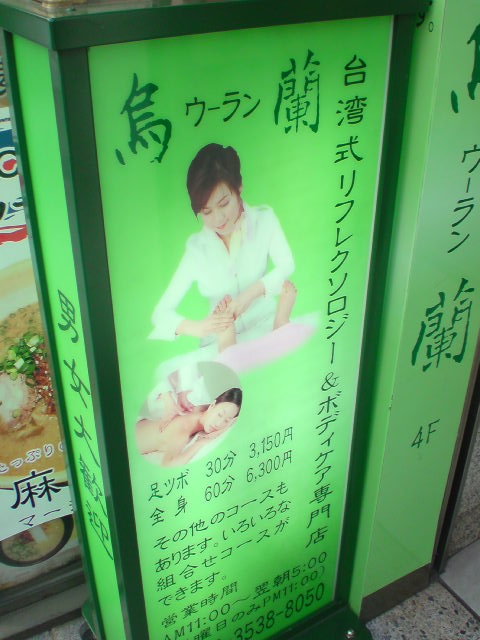 烏 ウーラン 蘭
台湾式リフレクソロジー&ボディケア専門店
足ツボ 30分 3,150円
全身 60分 6,300円
その他のコースも
あります。いろいろな
組合せコースが
できます。
営業時間
AM11:00～翌朝5:00
曜日のみPM11:00)
3538-8050
男女大歓迎
ウーラン
蘭
4F
麻
マー